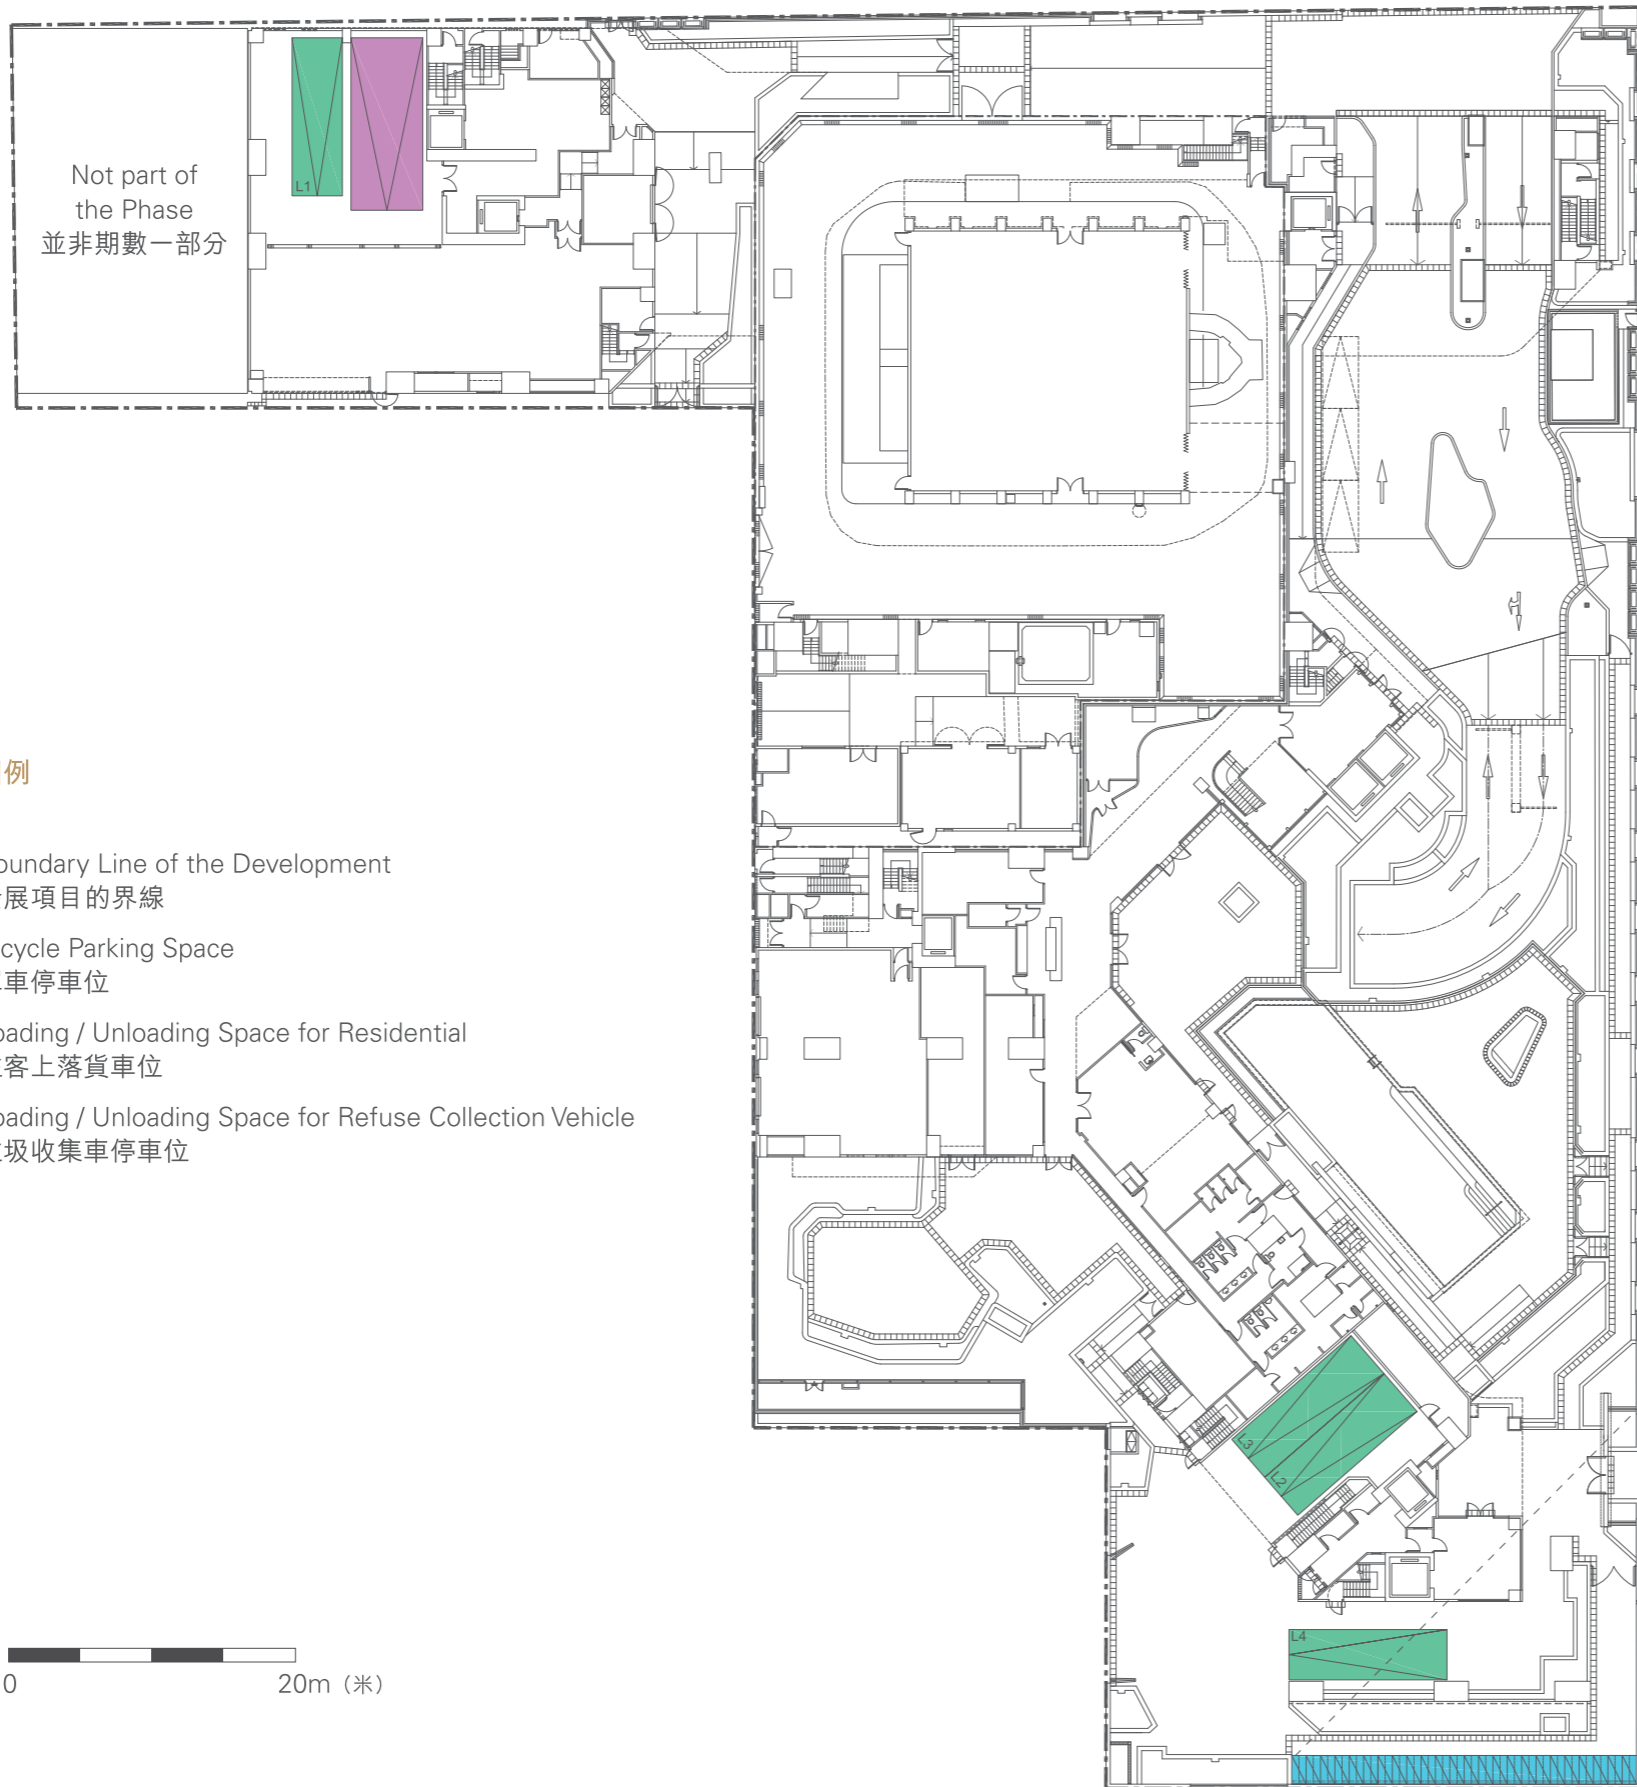 L1
Not part of
the Phase
並非期數一部分
例
oundary Line of the Development
展項目的界線
cycle Parking Space
車停車位
oading / Unloading Space for Residential
客上落貨車位
oading / Unloading Space for Refuse Collection Vehicle
圾收集車停車位
L3
L2
L4
0
20m（米）